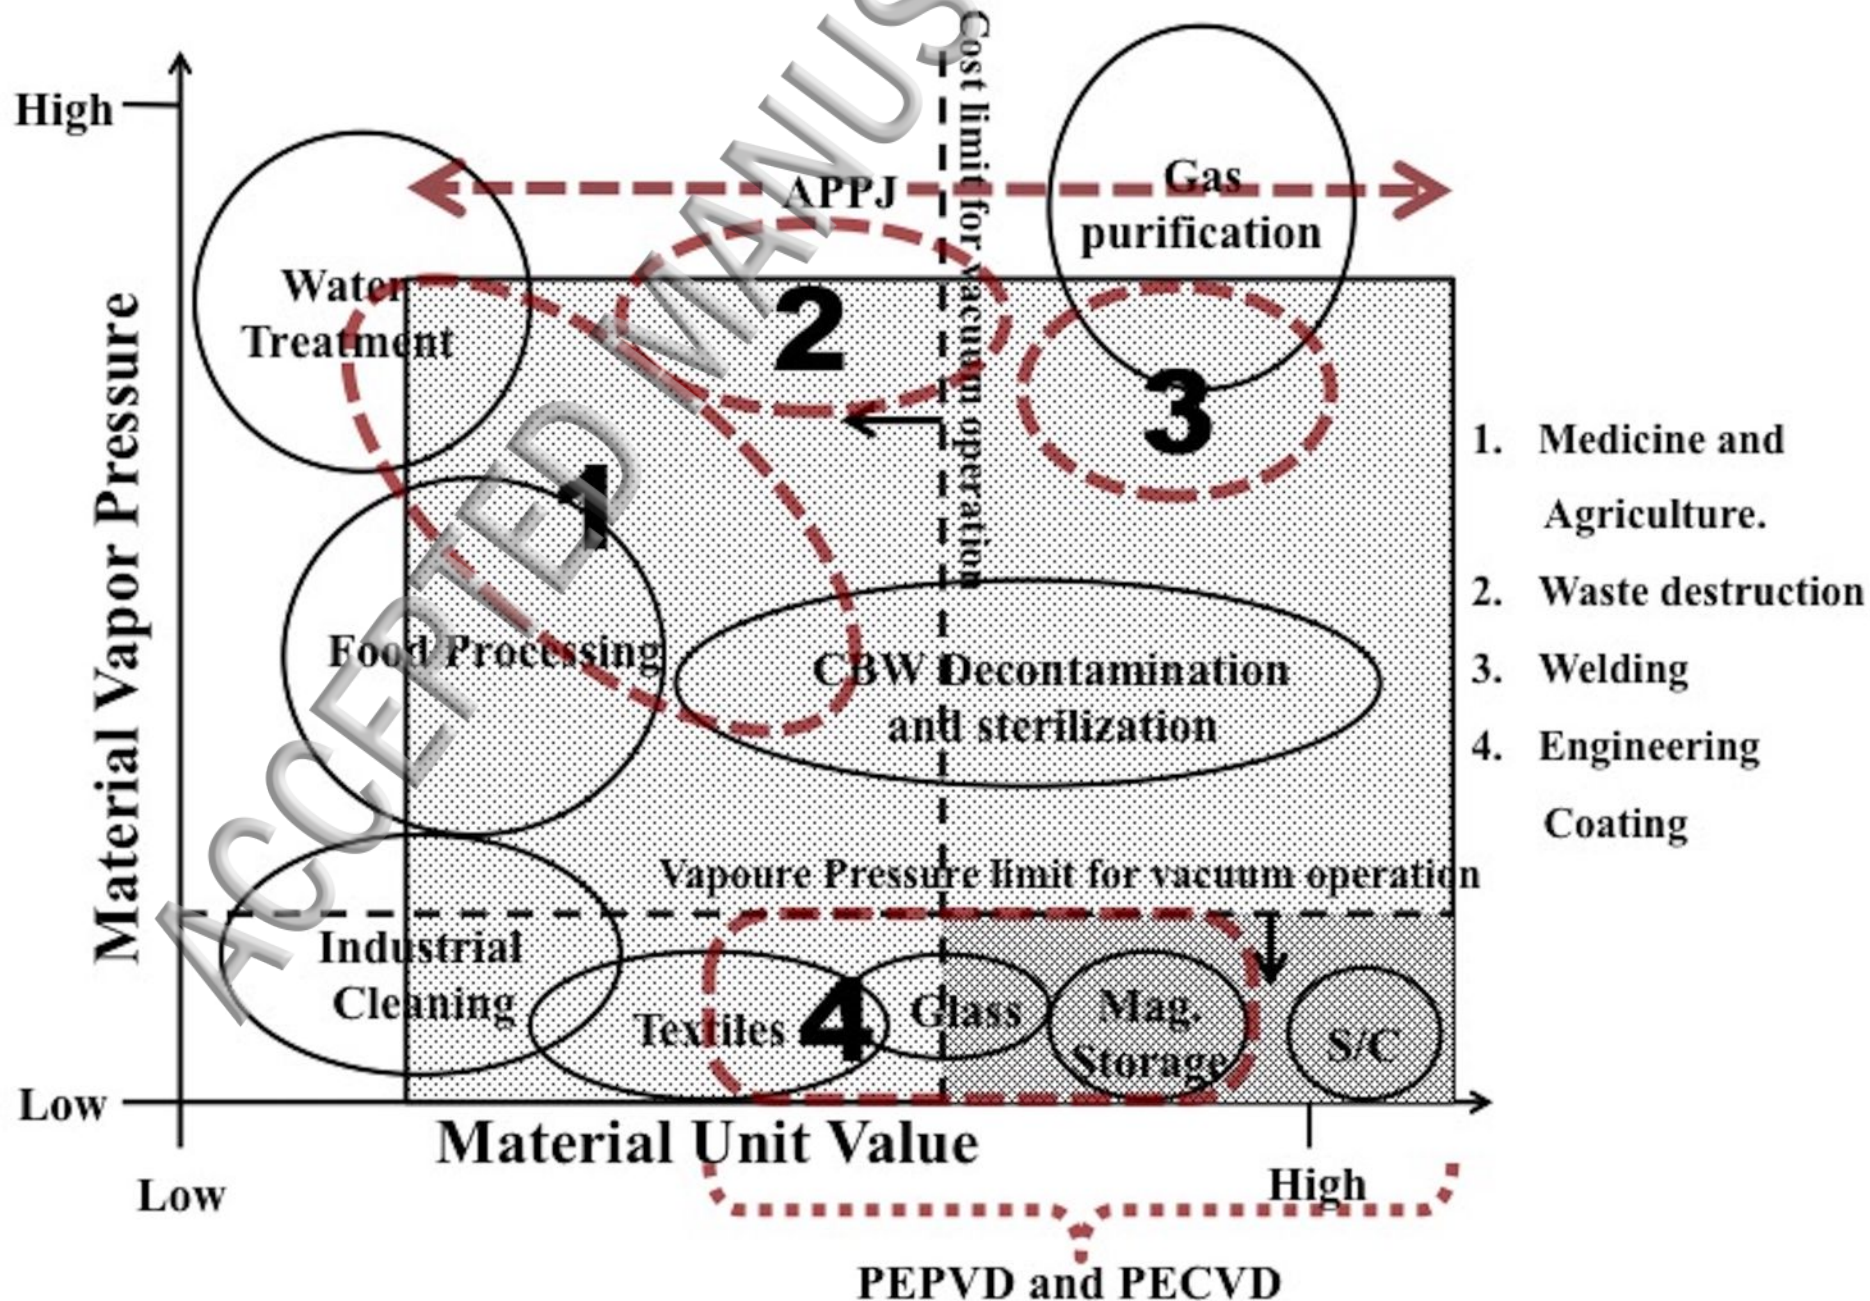 High
Low
Material Vapor Pressure
Cost limit for vacuum operation
APPJ
Gas
purification
Water
Treatment
2
3
1
Food Processing
CBW Decontamination
and sterilization
Vapoure Pressure limit for vacuum operation
Industrial
Cleaning
Textiles
4
Glass
Mag.
Storage
S/C
Material Unit Value
Low
High
PEPVD and PECVD
1. Medicine and
Agriculture.
2. Waste destruction
3. Welding
4. Engineering
Coating
ACCEPTED MANUS